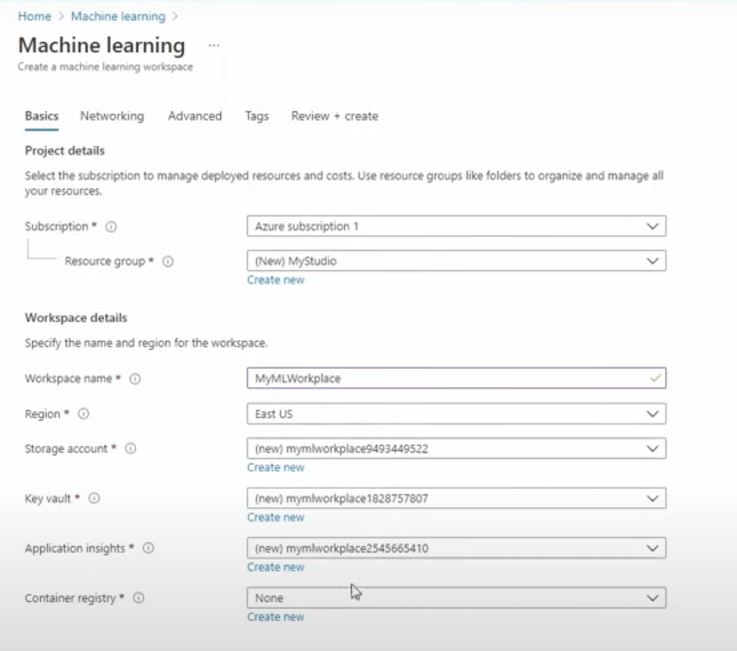 Home > Machine learning >
Machine learning ...
Create a machine learning workspace
Basics Networking Advanced Tags Review + create
Project details
Select the subscription to manage deployed resources and costs. Use resource groups like folders to organize and manage all
your resources.
Subscription * Azure subscription 1
Resource group * (New) MyStudio
Create new
Workspace details
Specify the name and region for the workspace.
Workspace name * MyMLWorkplace
Region * East US
Storage account * (new) mymlworkplace9493449522
Create new
Key vault * (new) mymlworkplace1828757807
Create new
Application insights * (new) mymlworkplace2545665410
Create new
Container registry * None
Create new